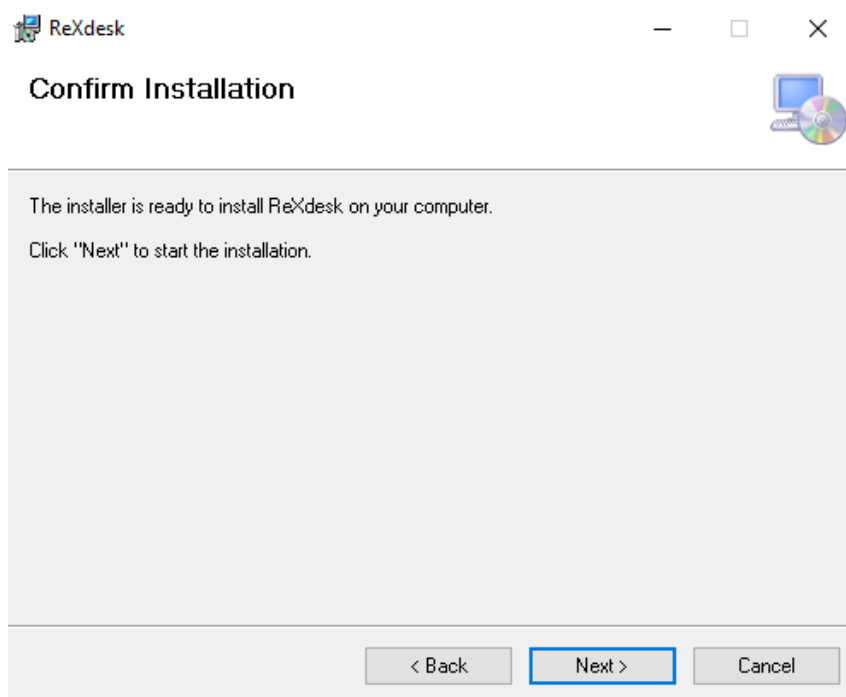 ReXdesk
Confirm Installation
The installer is ready to install ReXdesk on your computer.
Click "Next" to start the installation.
< Back
Next >
Cancel